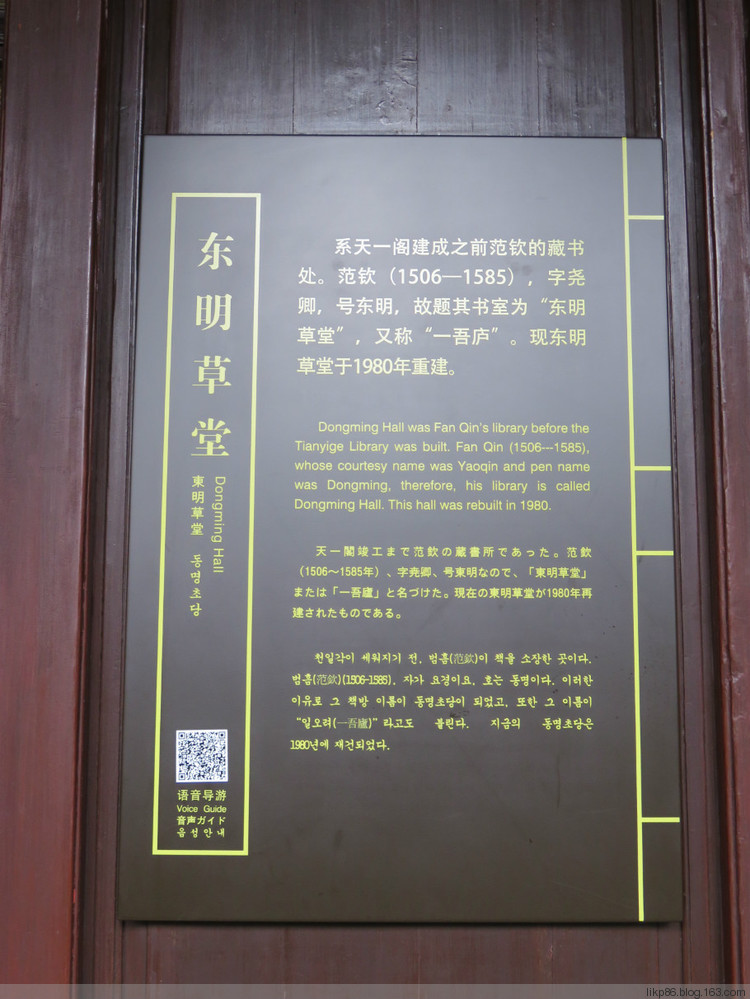 东明草堂
Dongming Hall
東明草堂 동명초당
语音导游
Voice Guide
音声ガイド
음성안내
系天一阁建成之前范钦的藏书
处。范钦（1506—1585），字尧
卿，号东明，故题其书室为“东明
草堂”，又称“一吾庐”。现东明
草堂于1980年重建。
Dongming Hall was Fan Qin's library before the
Tianyige Library was built. Fan Qin (1506---1585),
whose courtesy name was Yaoqin and pen name
was Dongming, therefore, his library is called
Dongming Hall. This hall was rebuilt in 1980.
天一閣竣工まで范欽の蔵書所であった。范欽
（1506～1585年）、字尭卿、号東明なので、「東明草堂」
または「一吾廬」と名づけた。現在の東明草堂が1980年再
建されたものである。
천일각이 세워지기 전, 범흠(范欽)이 책을 소장한 곳이다.
범흠(范欽)(1506-1585), 자가 요경이요, 호는 동명이다. 이러한
이유로 그 책방 이름이 동명초당이 되었고, 또한 그 이름이
“일오려(一吾廬)”라고도 불린다. 지금의 동명초당은
1980년에 재건되었다.
likp86.blog.163.com